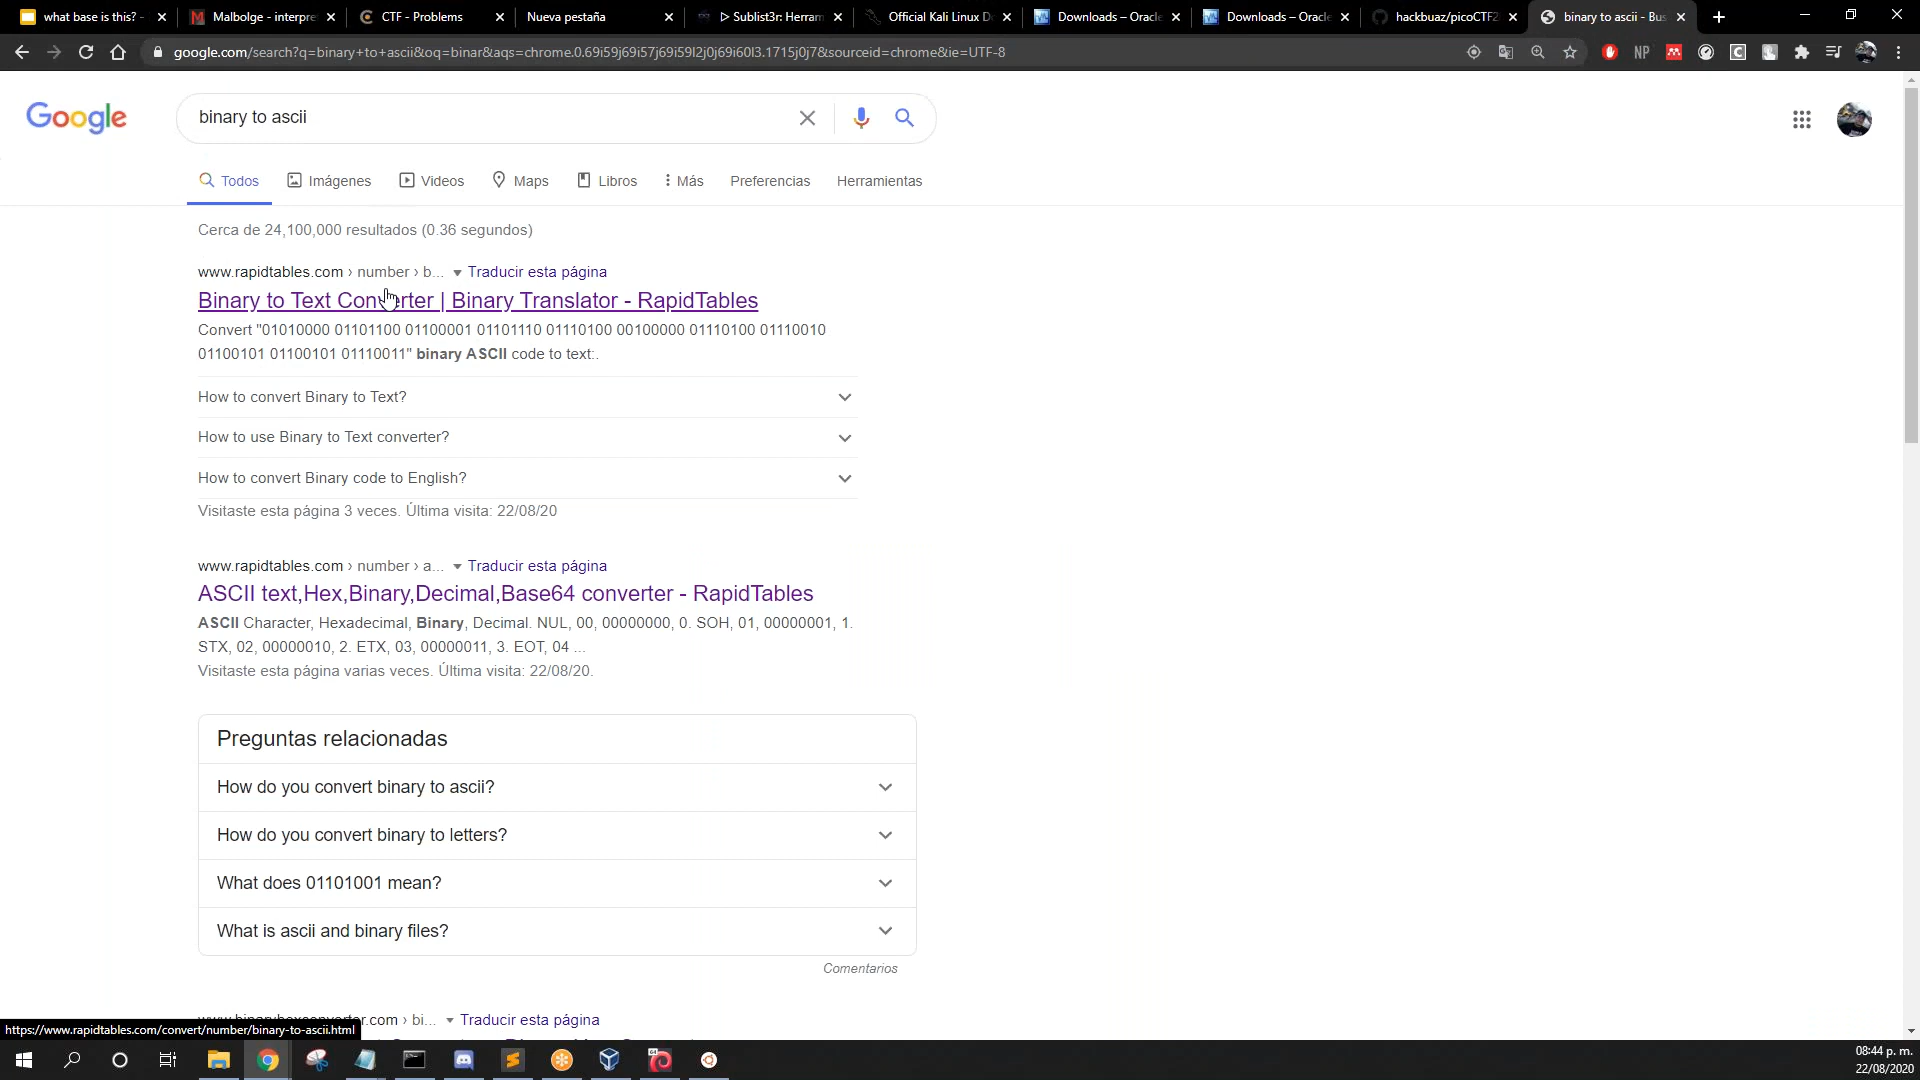 what base is this? -
Malbolge - interpre
CTF - Problems
Nueva pestaña
ᐅ Sublist3r: Herram
Official Kali Linux D
Downloads – Oracle
Downloads – Oracle
hackbuaz/picoCTF2
binary to ascii - Bus
google.com/search?q=binary+to+ascii&oq=binar&aqs=chrome.0.69i59j69i57j69i59l2j0j69i60l3.1715j0j7&sourceid=chrome&ie=UTF-8
NP
Google
binary to ascii
Todos
Imágenes
Videos
Maps
Libros
Más
Preferencias
Herramientas
Cerca de 24,100,000 resultados (0.36 segundos)
www.rapidtables.com › number › b... Traducir esta página
Binary to Text Converter | Binary Translator - RapidTables
Convert "01010000 01101100 01100001 01101110 01110100 00100000 01110100 01110010
01100101 01100101 01110011" binary ASCII code to text:.
How to convert Binary to Text?
How to use Binary to Text converter?
How to convert Binary code to English?
Visitaste esta página 3 veces. Última visita: 22/08/20
www.rapidtables.com › number › a... Traducir esta página
ASCII text,Hex,Binary,Decimal,Base64 converter - RapidTables
ASCII Character, Hexadecimal, Binary, Decimal. NUL, 00, 00000000, 0. SOH, 01, 00000001, 1.
STX, 02, 00000010, 2. ETX, 03, 00000011, 3. EOT, 04 ...
Visitaste esta página varias veces. Última visita: 22/08/20.
Preguntas relacionadas
How do you convert binary to ascii?
How do you convert binary to letters?
What does 01101001 mean?
What is ascii and binary files?
Comentarios
.com › bi... Traducir esta página
https://www.rapidtables.com/convert/number/binary-to-ascii.html
08:44 p. m.
22/08/2020